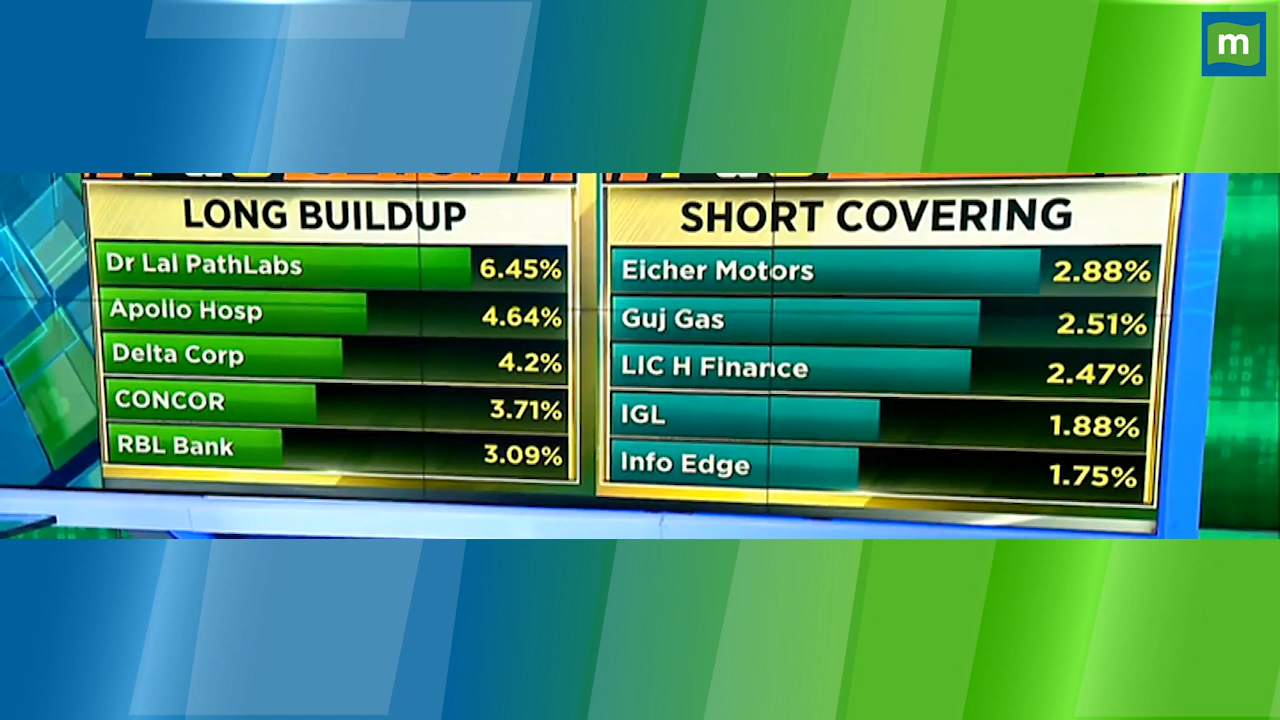 m
LONG BUILDUP
Dr Lal PathLabs 6.45%
Apollo Hosp 4.64%
Delta Corp 4.2%
CONCOR 3.71%
RBL Bank 3.09%
SHORT COVERING
Eicher Motors 2.88%
Guj Gas 2.51%
LIC H Finance 2.47%
IGL 1.88%
Info Edge 1.75%